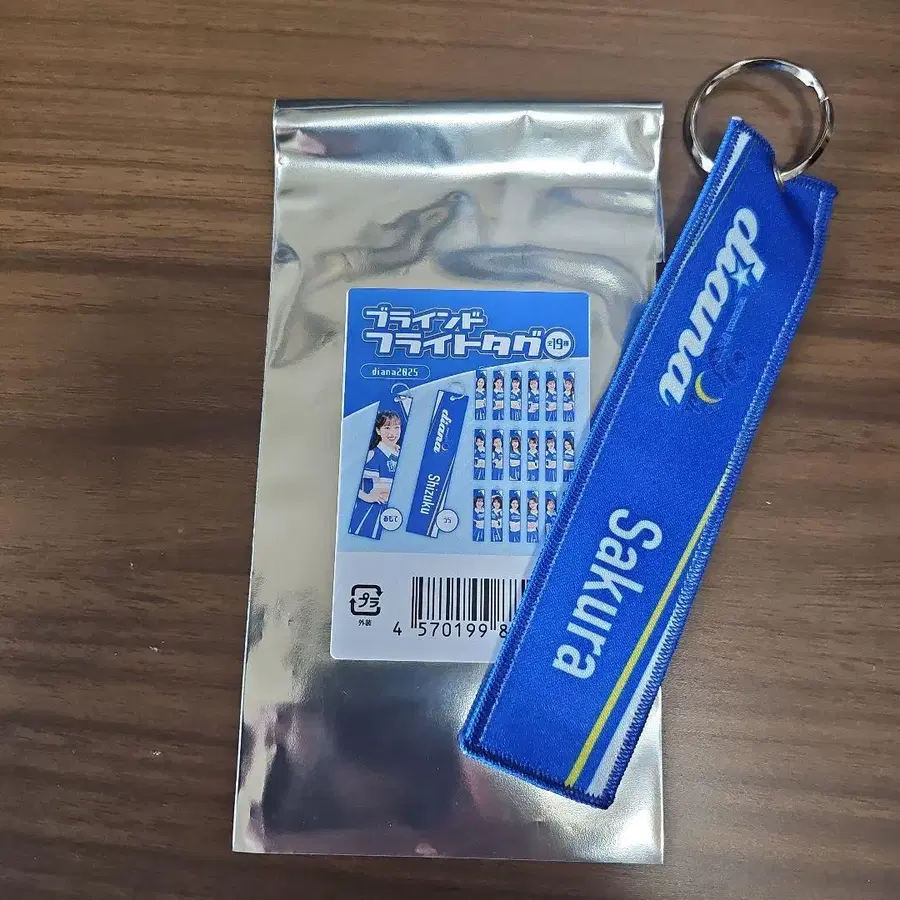 ブラインド
フライトタグ 全19種
diana2025
diana
Shizuku
おもて
うら
プラ
外装
4 570199 8
diana
Sakura